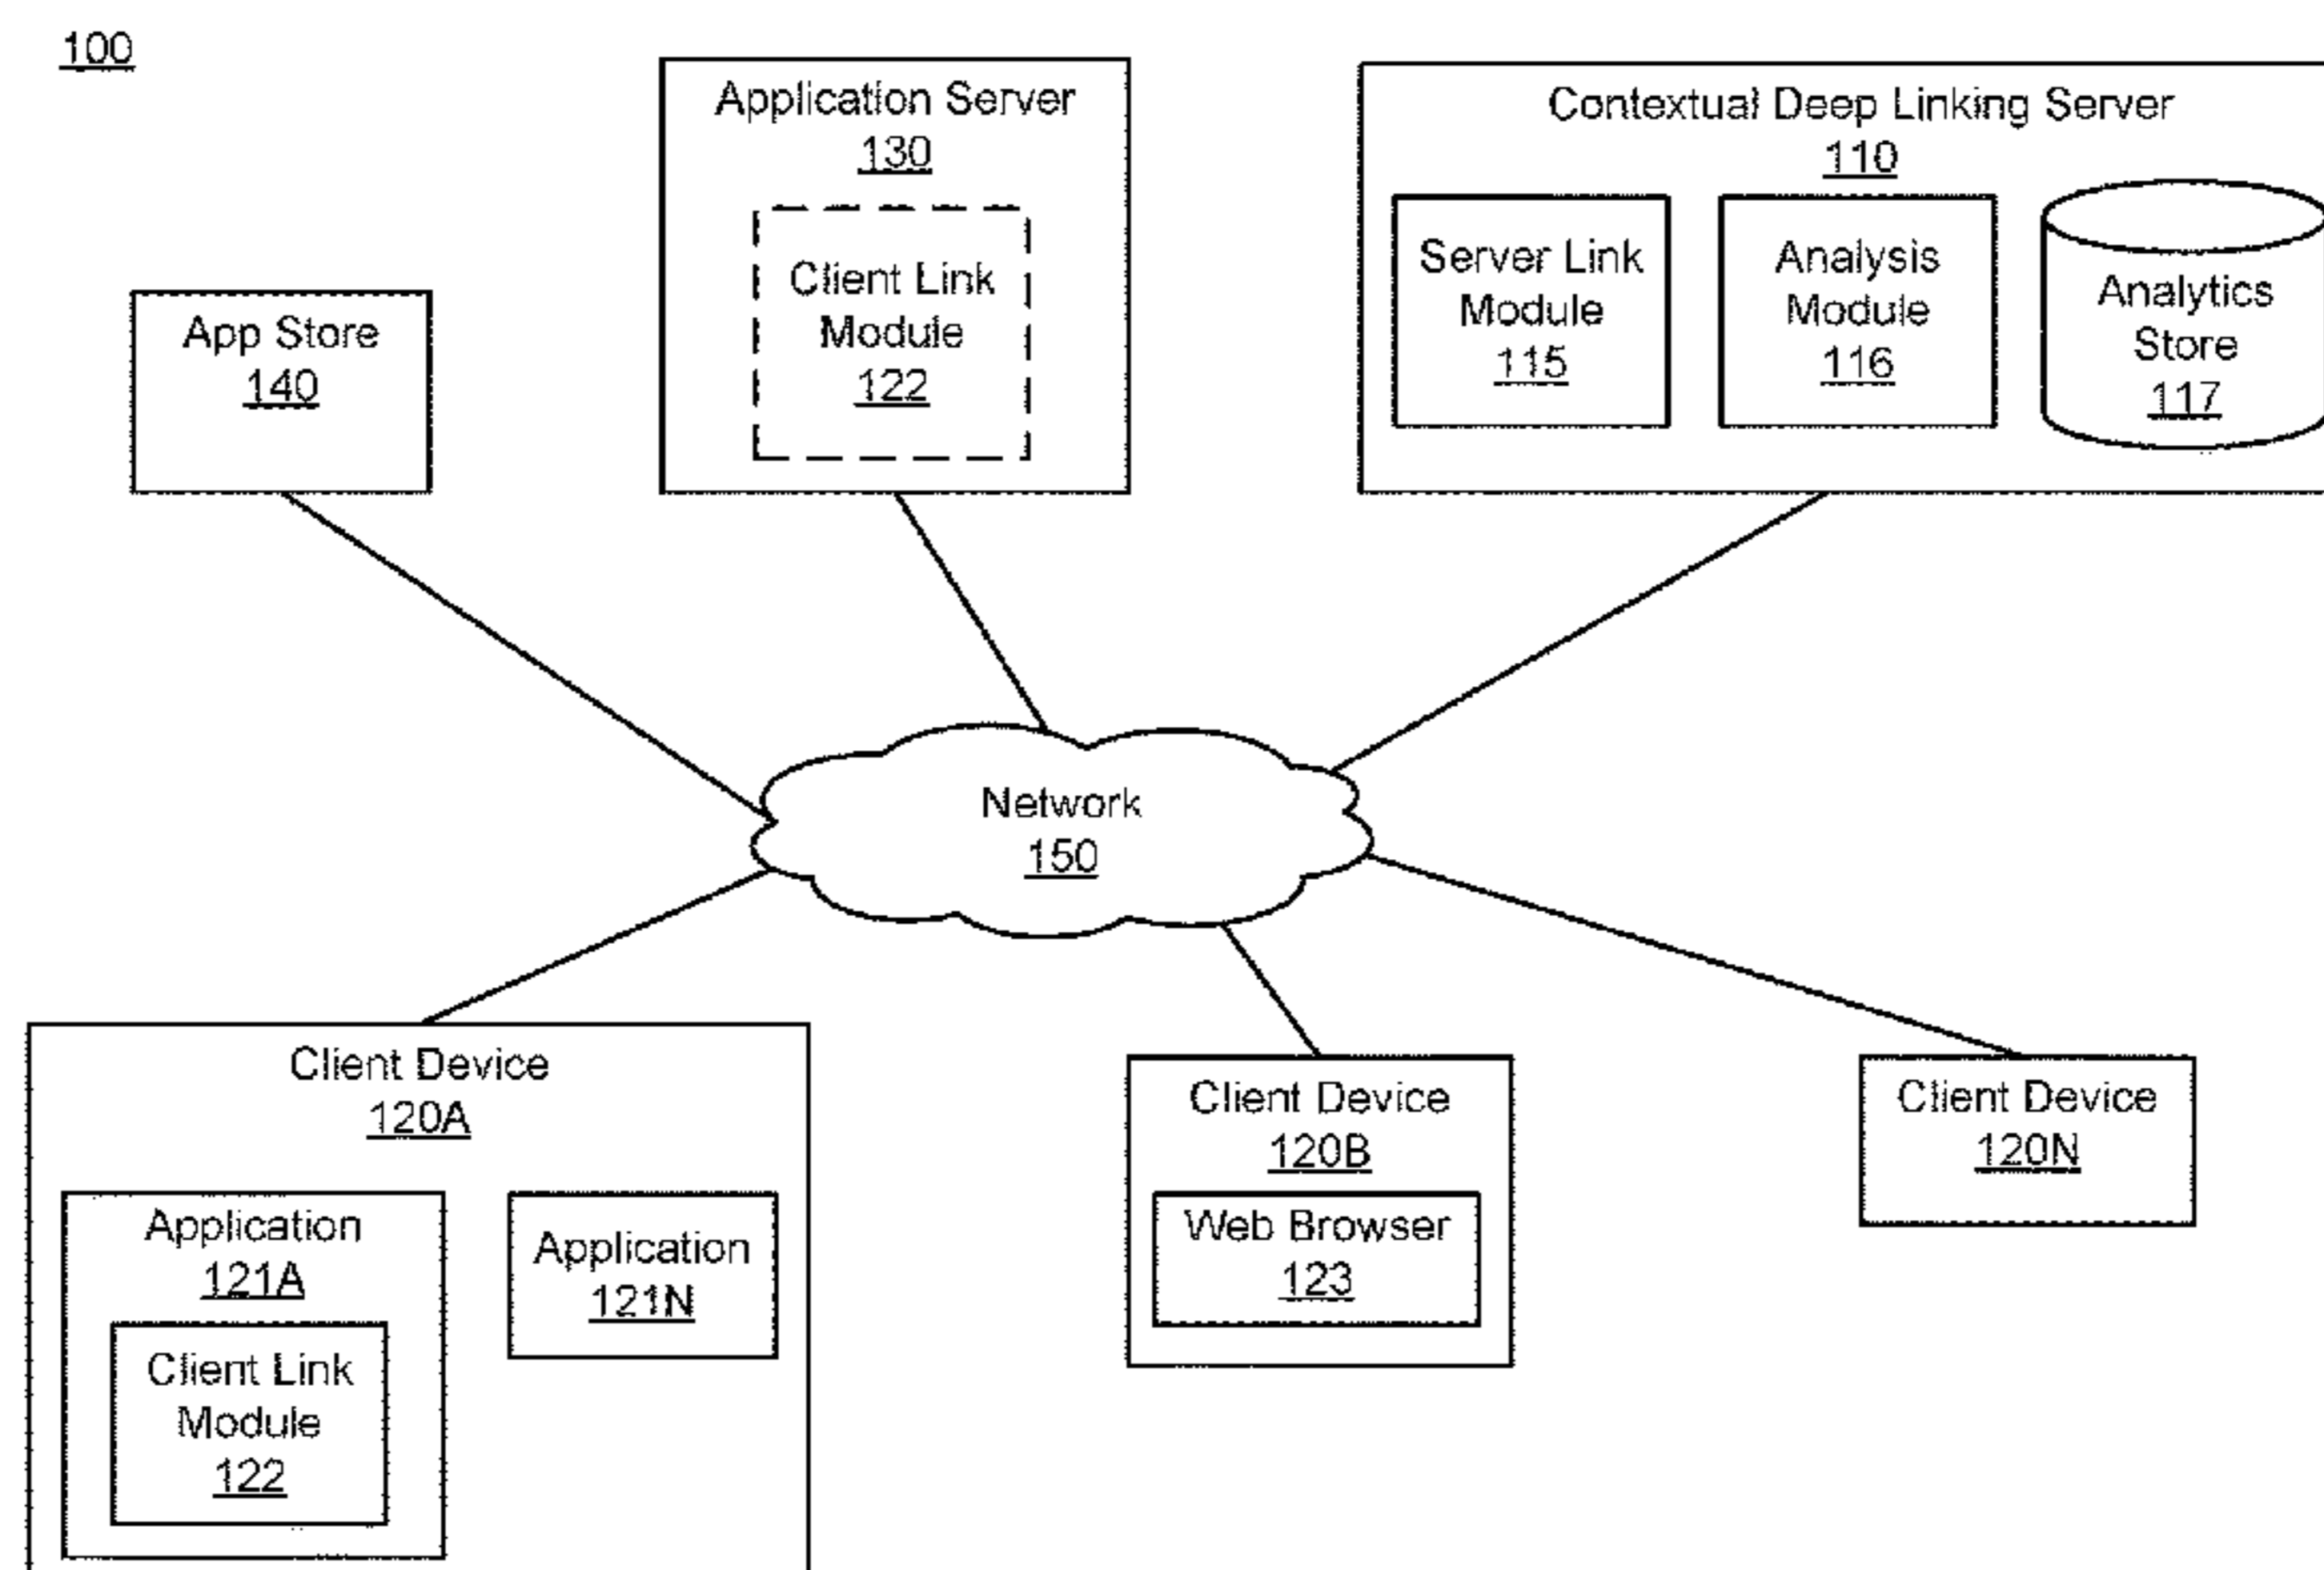 100
Application Server
130
Client Link
Module
122
Contextual Deep Linking Server
110
Server Link
Module
115
Analysis
Module
116
Analytics
Store
117
App Store
140
Network
150
Client Device
120A
Application
121A
Client Link
Module
122
Application
121N
Client Device
120B
Web Browser
123
Client Device
120N